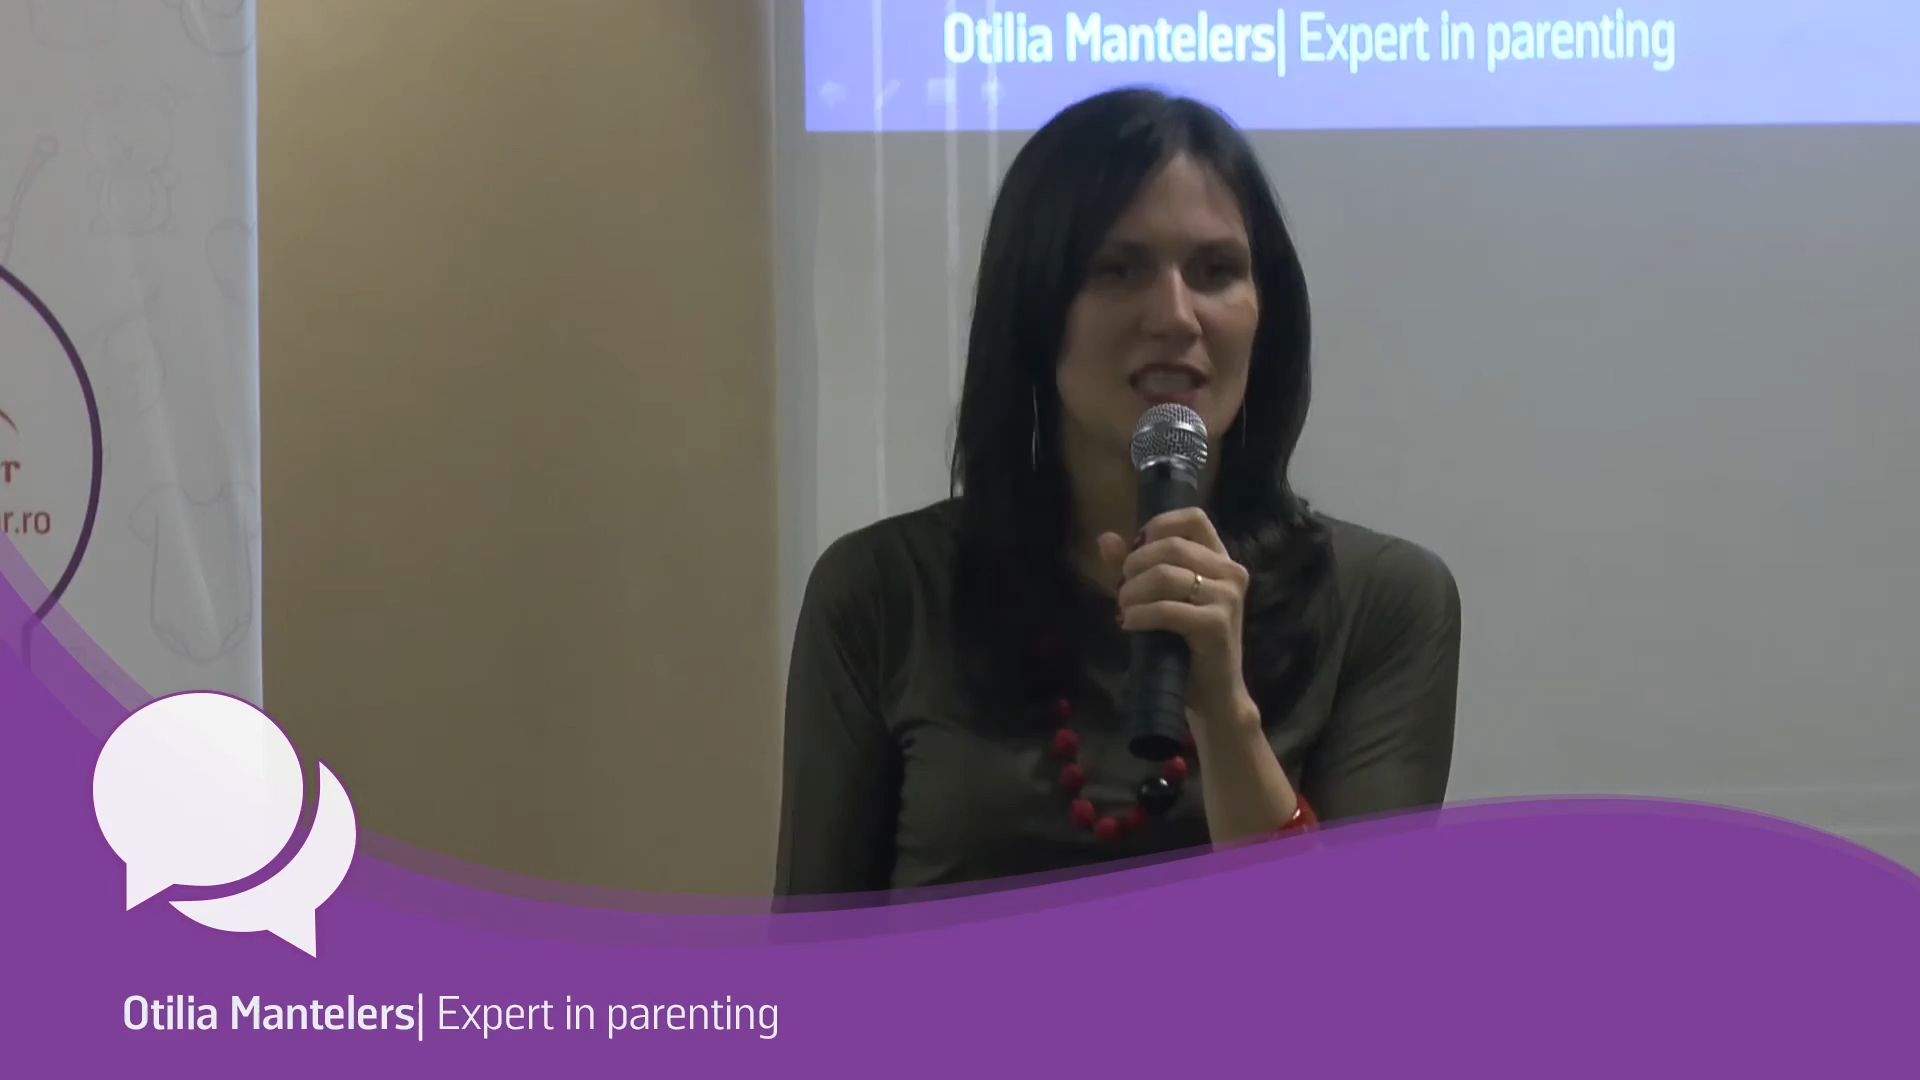 Otilia Mantelers| Expert in parenting
r
r.ro
Otilia Mantelers| Expert in parenting